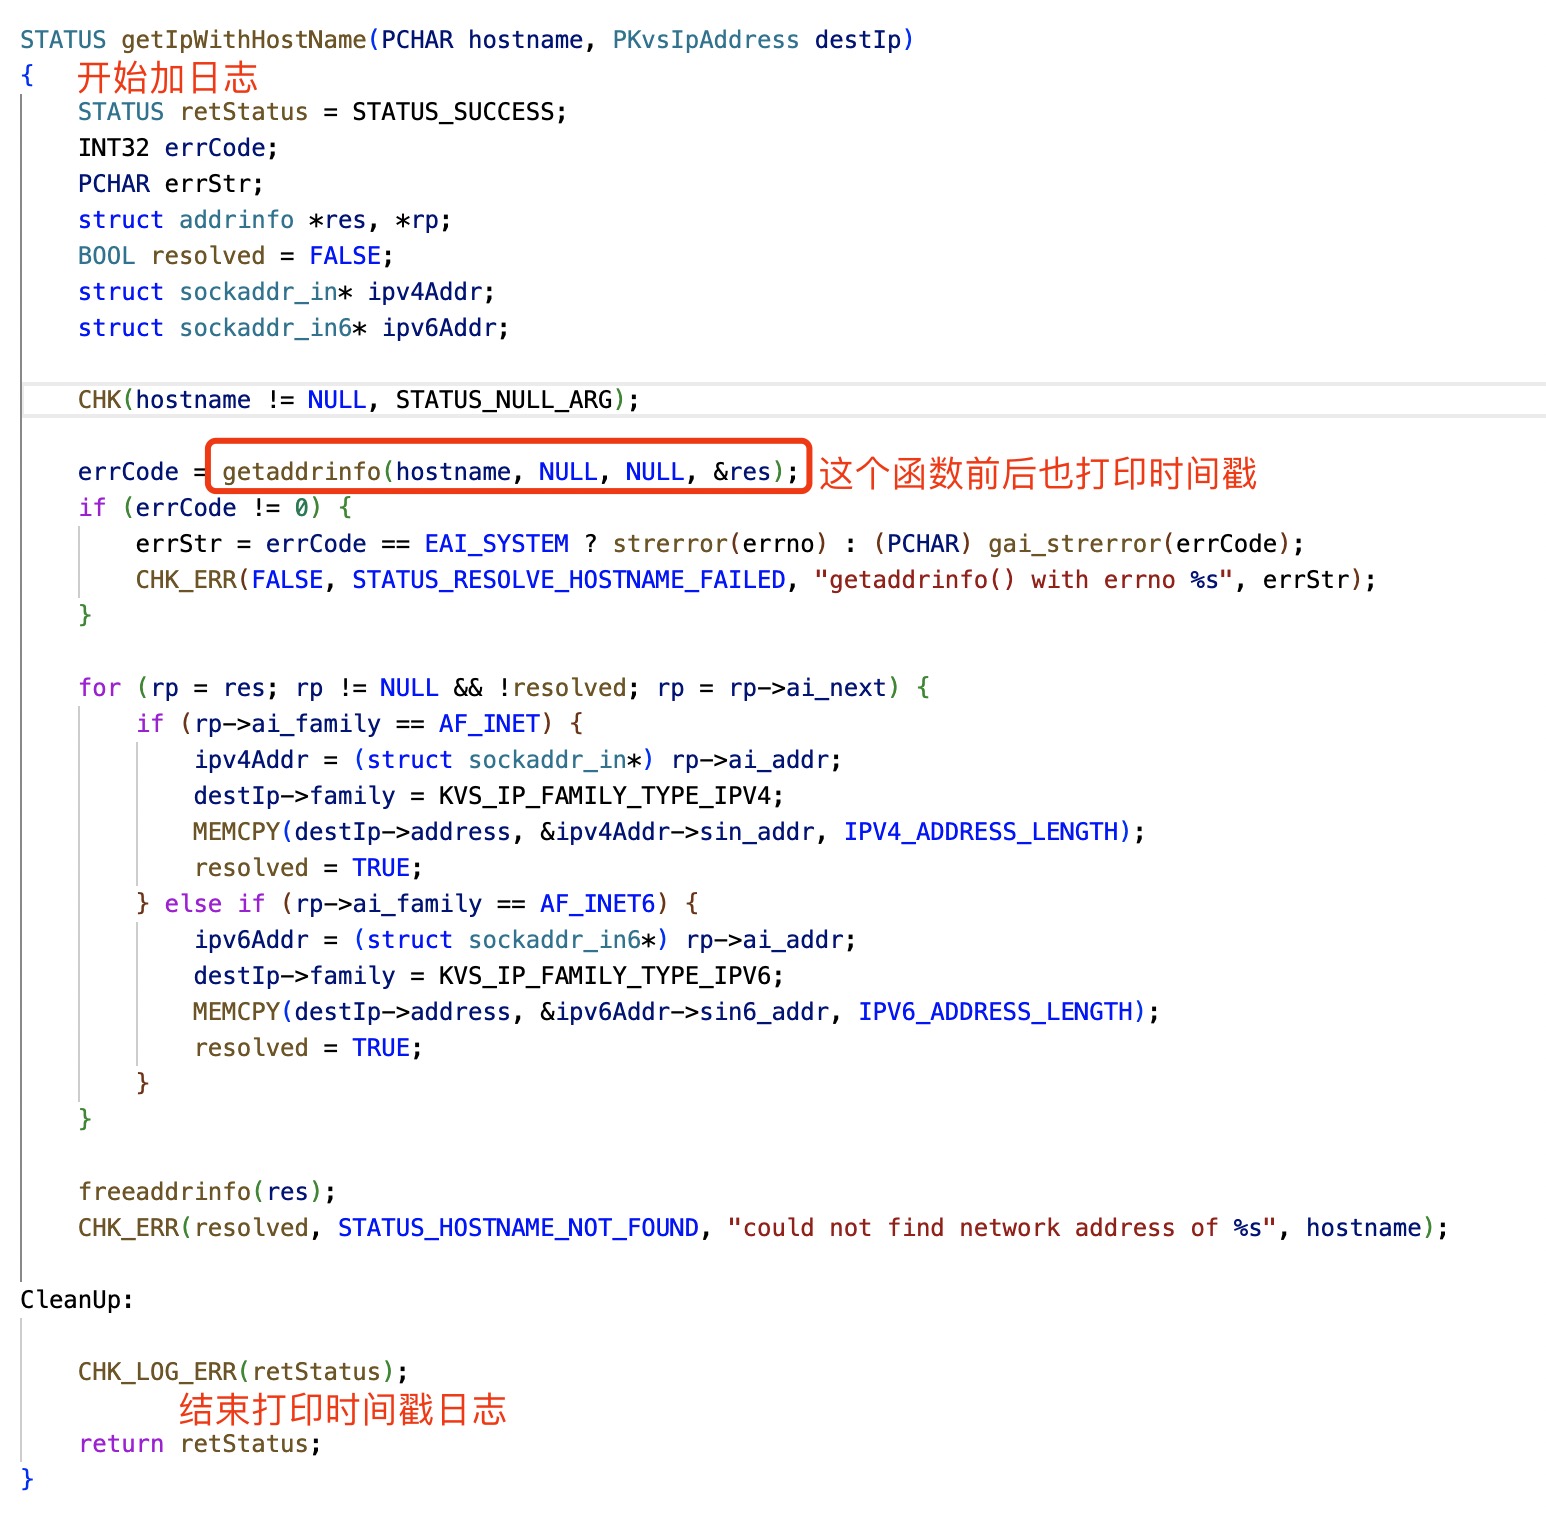 STATUS getIpWithHostName(PCHAR hostname, PKvsIpAddress destIp)
{ 开始加日志
STATUS retStatus = STATUS_SUCCESS;
INT32 errCode;
PCHAR errStr;
struct addrinfo *res, *rp;
BOOL resolved = FALSE;
struct sockaddr_in* ipv4Addr;
struct sockaddr_in6* ipv6Addr;
CHK(hostname != NULL, STATUS_NULL_ARG);
errCode = getaddrinfo(hostname, NULL, NULL, &res); 这个函数前后也打印时间戳
if (errCode != 0) {
errStr = errCode == EAI_SYSTEM ? strerror(errno) : (PCHAR) gai_strerror(errCode);
CHK_ERR(FALSE, STATUS_RESOLVE_HOSTNAME_FAILED, "getaddrinfo() with errno %s", errStr);
}
for (rp = res; rp != NULL && !resolved; rp = rp->ai_next) {
if (rp->ai_family == AF_INET) {
ipv4Addr = (struct sockaddr_in*) rp->ai_addr;
destIp->family = KVS_IP_FAMILY_TYPE_IPV4;
MEMCPY(destIp->address, &ipv4Addr->sin_addr, IPV4_ADDRESS_LENGTH);
resolved = TRUE;
} else if (rp->ai_family == AF_INET6) {
ipv6Addr = (struct sockaddr_in6*) rp->ai_addr;
destIp->family = KVS_IP_FAMILY_TYPE_IPV6;
MEMCPY(destIp->address, &ipv6Addr->sin6_addr, IPV6_ADDRESS_LENGTH);
resolved = TRUE;
}
}
freeaddrinfo(res);
CHK_ERR(resolved, STATUS_HOSTNAME_NOT_FOUND, "could not find network address of %s", hostname);
CleanUp:
CHK_LOG_ERR(retStatus);
结束打印时间戳日志
return retStatus;
}